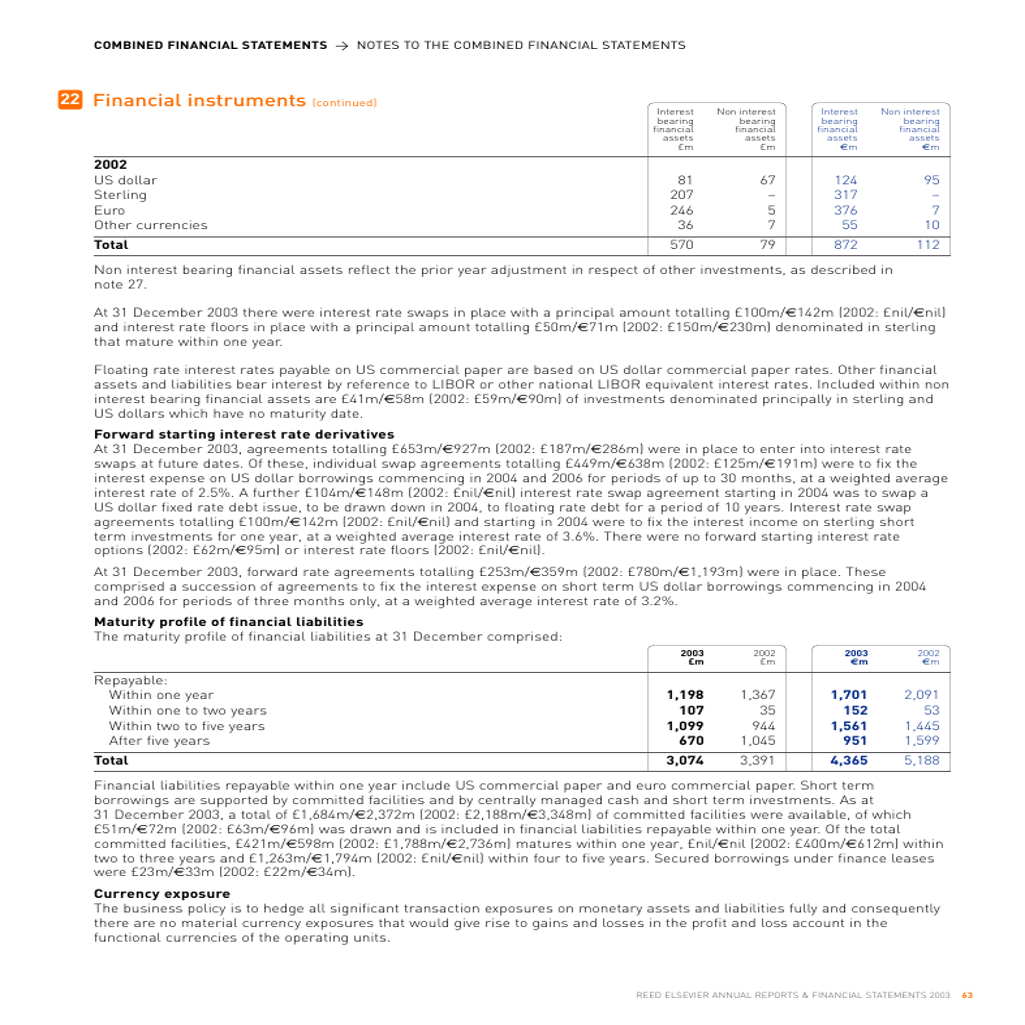 COMBINED FINANCIAL STATEMENTS → NOTES TO THE COMBINED FINANCIAL STATEMENTS
22 Financial instruments (continued)
Interest bearing financial assets £m Non interest bearing financial assets £m Interest bearing financial assets €m Non interest bearing financial assets €m
2002
US dollar 81 67 124 95
Sterling 207 – 317 –
Euro 246 5 376 7
Other currencies 36 7 55 10
Total 570 79 872 112
Non interest bearing financial assets reflect the prior year adjustment in respect of other investments, as described in
note 27.
At 31 December 2003 there were interest rate swaps in place with a principal amount totalling £100m/€142m (2002: £nil/€nil)
and interest rate floors in place with a principal amount totalling £50m/€71m (2002: £150m/€230m) denominated in sterling
that mature within one year.
Floating rate interest rates payable on US commercial paper are based on US dollar commercial paper rates. Other financial
assets and liabilities bear interest by reference to LIBOR or other national LIBOR equivalent interest rates. Included within non
interest bearing financial assets are £41m/€58m (2002: £59m/€90m) of investments denominated principally in sterling and
US dollars which have no maturity date.
Forward starting interest rate derivatives
At 31 December 2003, agreements totalling £653m/€927m (2002: £187m/€286m) were in place to enter into interest rate
swaps at future dates. Of these, individual swap agreements totalling £449m/€638m (2002: £125m/€191m) were to fix the
interest expense on US dollar borrowings commencing in 2004 and 2006 for periods of up to 30 months, at a weighted average
interest rate of 2.5%. A further £104m/€148m (2002: £nil/€nil) interest rate swap agreement starting in 2004 was to swap a
US dollar fixed rate debt issue, to be drawn down in 2004, to floating rate debt for a period of 10 years. Interest rate swap
agreements totalling £100m/€142m (2002: £nil/€nil) and starting in 2004 were to fix the interest income on sterling short
term investments for one year, at a weighted average interest rate of 3.6%. There were no forward starting interest rate
options (2002: £62m/€95m) or interest rate floors (2002: £nil/€nil).
At 31 December 2003, forward rate agreements totalling £253m/€359m (2002: £780m/€1,193m) were in place. These
comprised a succession of agreements to fix the interest expense on short term US dollar borrowings commencing in 2004
and 2006 for periods of three months only, at a weighted average interest rate of 3.2%.
Maturity profile of financial liabilities
The maturity profile of financial liabilities at 31 December comprised:
2003 £m 2002 £m 2003 €m 2002 €m
Repayable:
Within one year 1,198 1,367 1,701 2,091
Within one to two years 107 35 152 53
Within two to five years 1,099 944 1,561 1,445
After five years 670 1,045 951 1,599
Total 3,074 3,391 4,365 5,188
Financial liabilities repayable within one year include US commercial paper and euro commercial paper. Short term
borrowings are supported by committed facilities and by centrally managed cash and short term investments. As at
31 December 2003, a total of £1,684m/€2,372m (2002: £2,188m/€3,348m) of committed facilities were available, of which
£51m/€72m (2002: £63m/€96m) was drawn and is included in financial liabilities repayable within one year. Of the total
committed facilities, £421m/€598m (2002: £1,788m/€2,736m) matures within one year, £nil/€nil (2002: £400m/€612m) within
two to three years and £1,263m/€1,794m (2002: £nil/€nil) within four to five years. Secured borrowings under finance leases
were £23m/€33m (2002: £22m/€34m).
Currency exposure
The business policy is to hedge all significant transaction exposures on monetary assets and liabilities fully and consequently
there are no material currency exposures that would give rise to gains and losses in the profit and loss account in the
functional currencies of the operating units.
REED ELSEVIER ANNUAL REPORTS & FINANCIAL STATEMENTS 2003 63